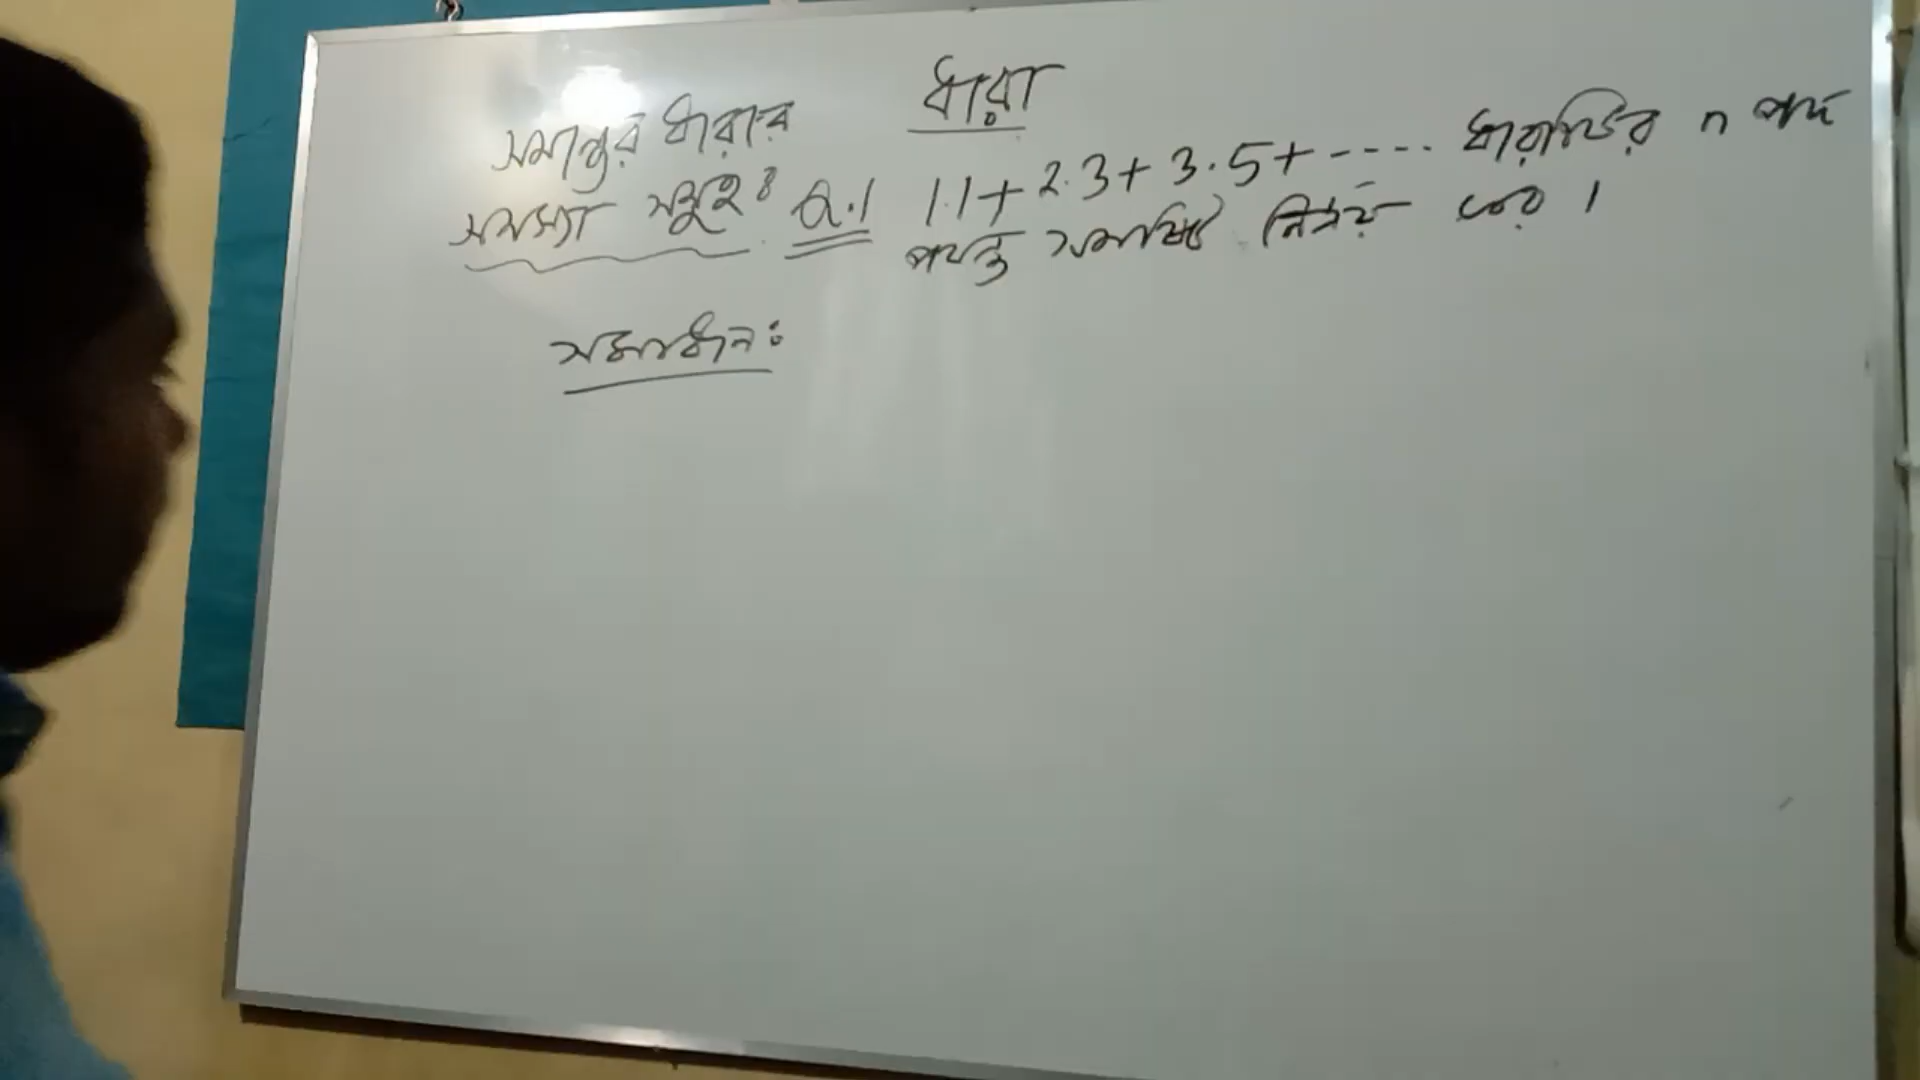 ধারা
সমান্তর ধারার
সমস্যা সমূহঃ Q.1 1.1+ 2.3+ 3.5+ ---.. ধারাটির n পদ
পর্যন্ত সমষ্টি নির্ণয় কর।
সমাধানঃ